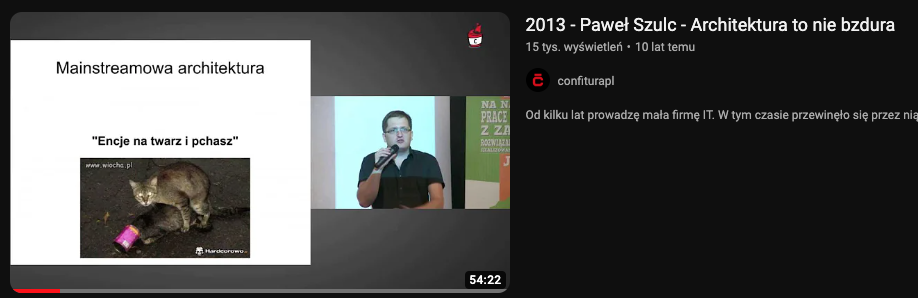 Mainstreamowa architektura
"Encje na twarz i pchasz"
www.wiocha.pl
Hardcorowo
NA NA
PRACE
Z ZA
54:22
2013 - Paweł Szulc - Architektura to nie bzdura
15 tys. wyświetleń • 10 lat temu
c
confiturapl
Od kilku lat prowadzę mała firmę IT. W tym czasie przewinęło się przez nią